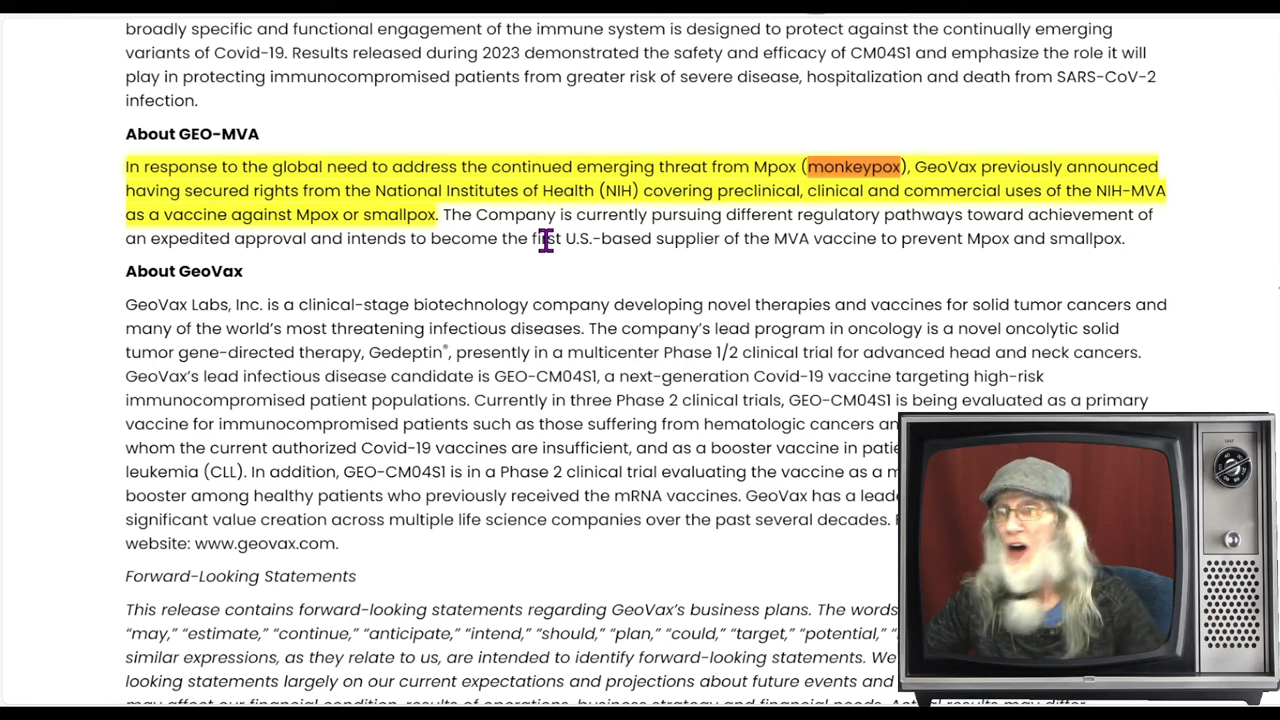 broadly specific and functional engagement of the immune system is designed to protect against the continually emerging
variants of Covid-19. Results released during 2023 demonstrated the safety and efficacy of CM04S1 and emphasize the role it will
play in protecting immunocompromised patients from greater risk of severe disease, hospitalization and death from SARS-CoV-2
infection.
About GEO-MVA
In response to the global need to address the continued emerging threat from Mpox (monkeypox), GeoVax previously announced
having secured rights from the National Institutes of Health (NIH) covering preclinical, clinical and commercial uses of the NIH-MVA
as a vaccine against Mpox or smallpox. The Company is currently pursuing different regulatory pathways toward achievement of
an expedited approval and intends to become the first U.S.-based supplier of the MVA vaccine to prevent Mpox and smallpox.
About GeoVax
GeoVax Labs, Inc. is a clinical-stage biotechnology company developing novel therapies and vaccines for solid tumor cancers and
many of the world's most threatening infectious diseases. The company's lead program in oncology is a novel oncolytic solid
tumor gene-directed therapy, Gedeptin®, presently in a multicenter Phase 1/2 clinical trial for advanced head and neck cancers.
GeoVax's lead infectious disease candidate is GEO-CM04S1, a next-generation Covid-19 vaccine targeting high-risk
immunocompromised patient populations. Currently in three Phase 2 clinical trials, GEO-CM04S1 is being evaluated as a primary
vaccine for immunocompromised patients such as those suffering from hematologic cancers an
whom the current authorized Covid-19 vaccines are insufficient, and as a booster vaccine in patie
leukemia (CLL). In addition, GEO-CM04S1 is in a Phase 2 clinical trial evaluating the vaccine as a m
booster among healthy patients who previously received the mRNA vaccines. GeoVax has a lead
significant value creation across multiple life science companies over the past several decades.
website: www.geovax.com.
Forward-Looking Statements
This release contains forward-looking statements regarding GeoVax's business plans. The words
"may," "estimate," "continue," "anticipate," "intend," "should," "plan," "could," "target," "potential," "
similar expressions, as they relate to us, are intended to identify forward-looking statements. We
looking statements largely on our current expectations and projections about future events and
may affect our financial condition, results of operations, business strategy and financial needs. Actual results may differ